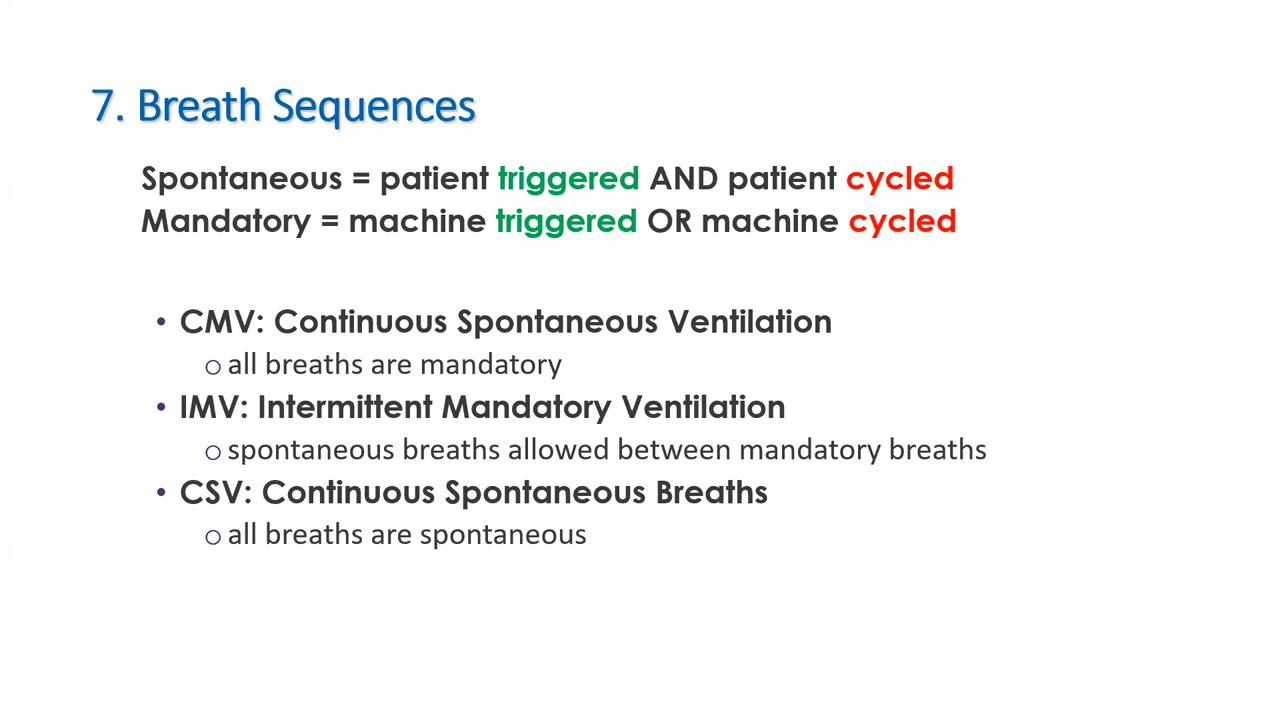 7. Breath Sequences
Spontaneous = patient triggered AND patient cycled
Mandatory = machine triggered OR machine cycled
• CMV: Continuous Spontaneous Ventilation
o all breaths are mandatory
• IMV: Intermittent Mandatory Ventilation
o spontaneous breaths allowed between mandatory breaths
• CSV: Continuous Spontaneous Breaths
o all breaths are spontaneous